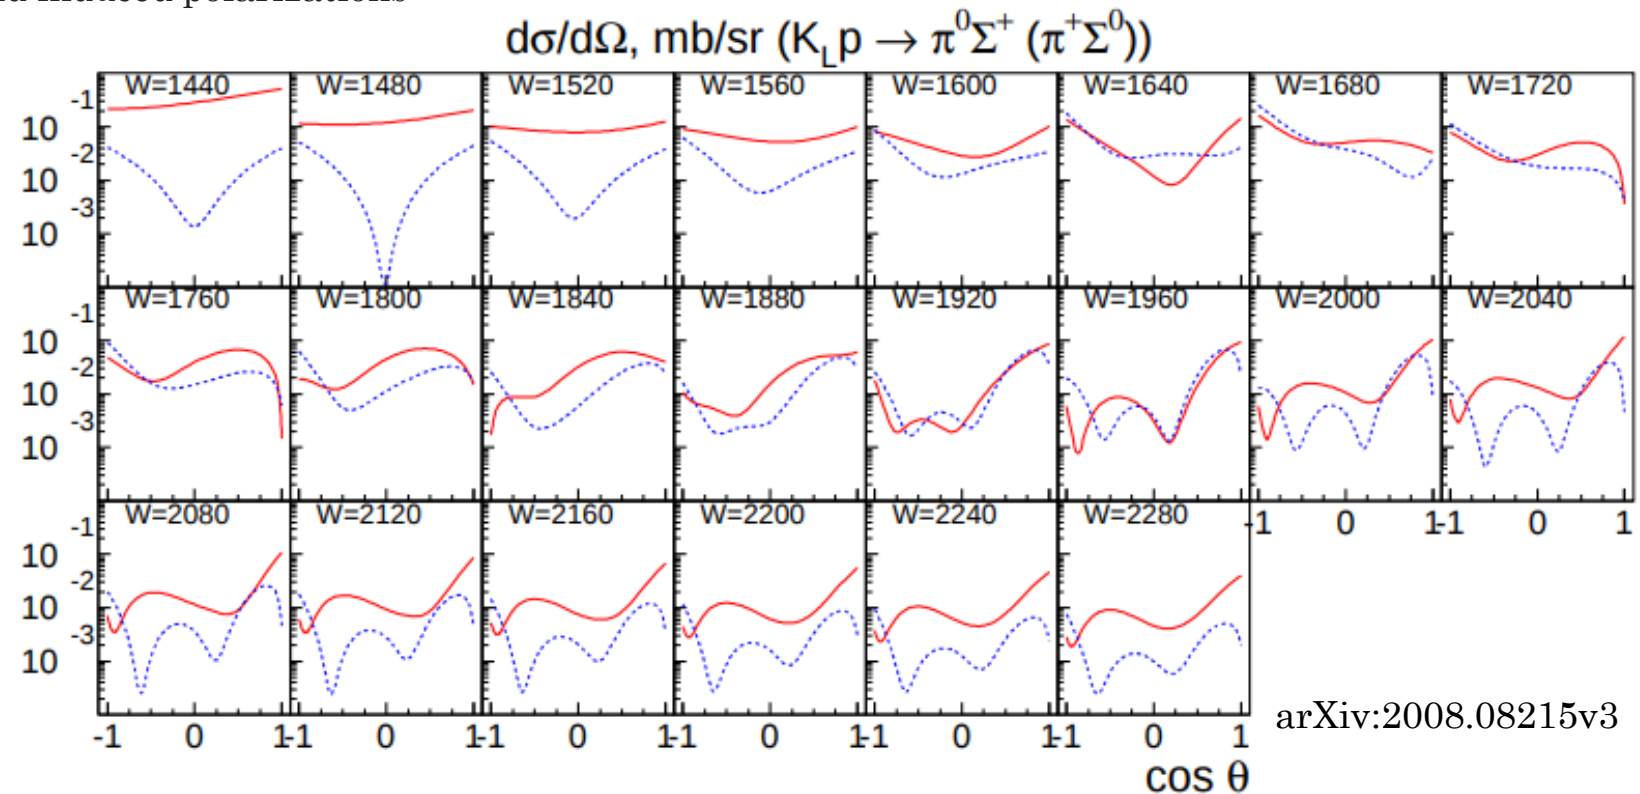 dσ/dΩ, mb/sr (K_L p → π⁰Σ⁺ (π⁺Σ⁰))
W=1440 W=1480 W=1520 W=1560 W=1600 W=1640 W=1680 W=1720
10⁻¹
10⁻²
10⁻³
W=1760 W=1800 W=1840 W=1880 W=1920 W=1960 W=2000 W=2040
10⁻¹
10⁻²
10⁻³
-1 0 1 -1 0 1
W=2080 W=2120 W=2160 W=2200 W=2240 W=2280
10⁻¹
10⁻²
10⁻³
arXiv:2008.08215v3
-1 0 1 -1 0 1 -1 0 1 -1 0 1 -1 0 1 -1 0 1
cos θ